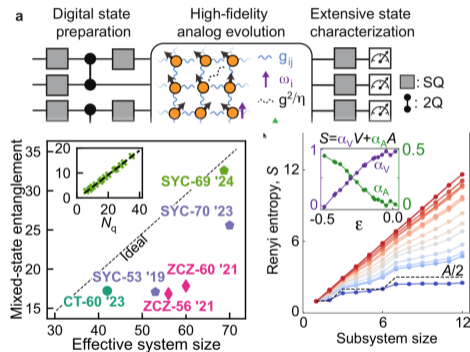 a
Digital state
preparation
High-fidelity
analog evolution
Extensive state
characterization
g_ij
ω_i
g²/η
: SQ
: 2Q
Mixed-state entanglement
35
30
25
20
15
20
10
0
0 20 40
N_q
SYC-69 '24
SYC-70 '23
Ideal
SYC-53 '19
ZCZ-60 '21
CT-60 '23
ZCZ-56 '21
30 40 50 60 70
Effective system size
Renyi entropy, S
12
6
0
S=α_V V+α_A A
1
0
0.5
0
α_V
α_A
-0.5 0.0
ε
A/2
3 6 9 12
Subsystem size